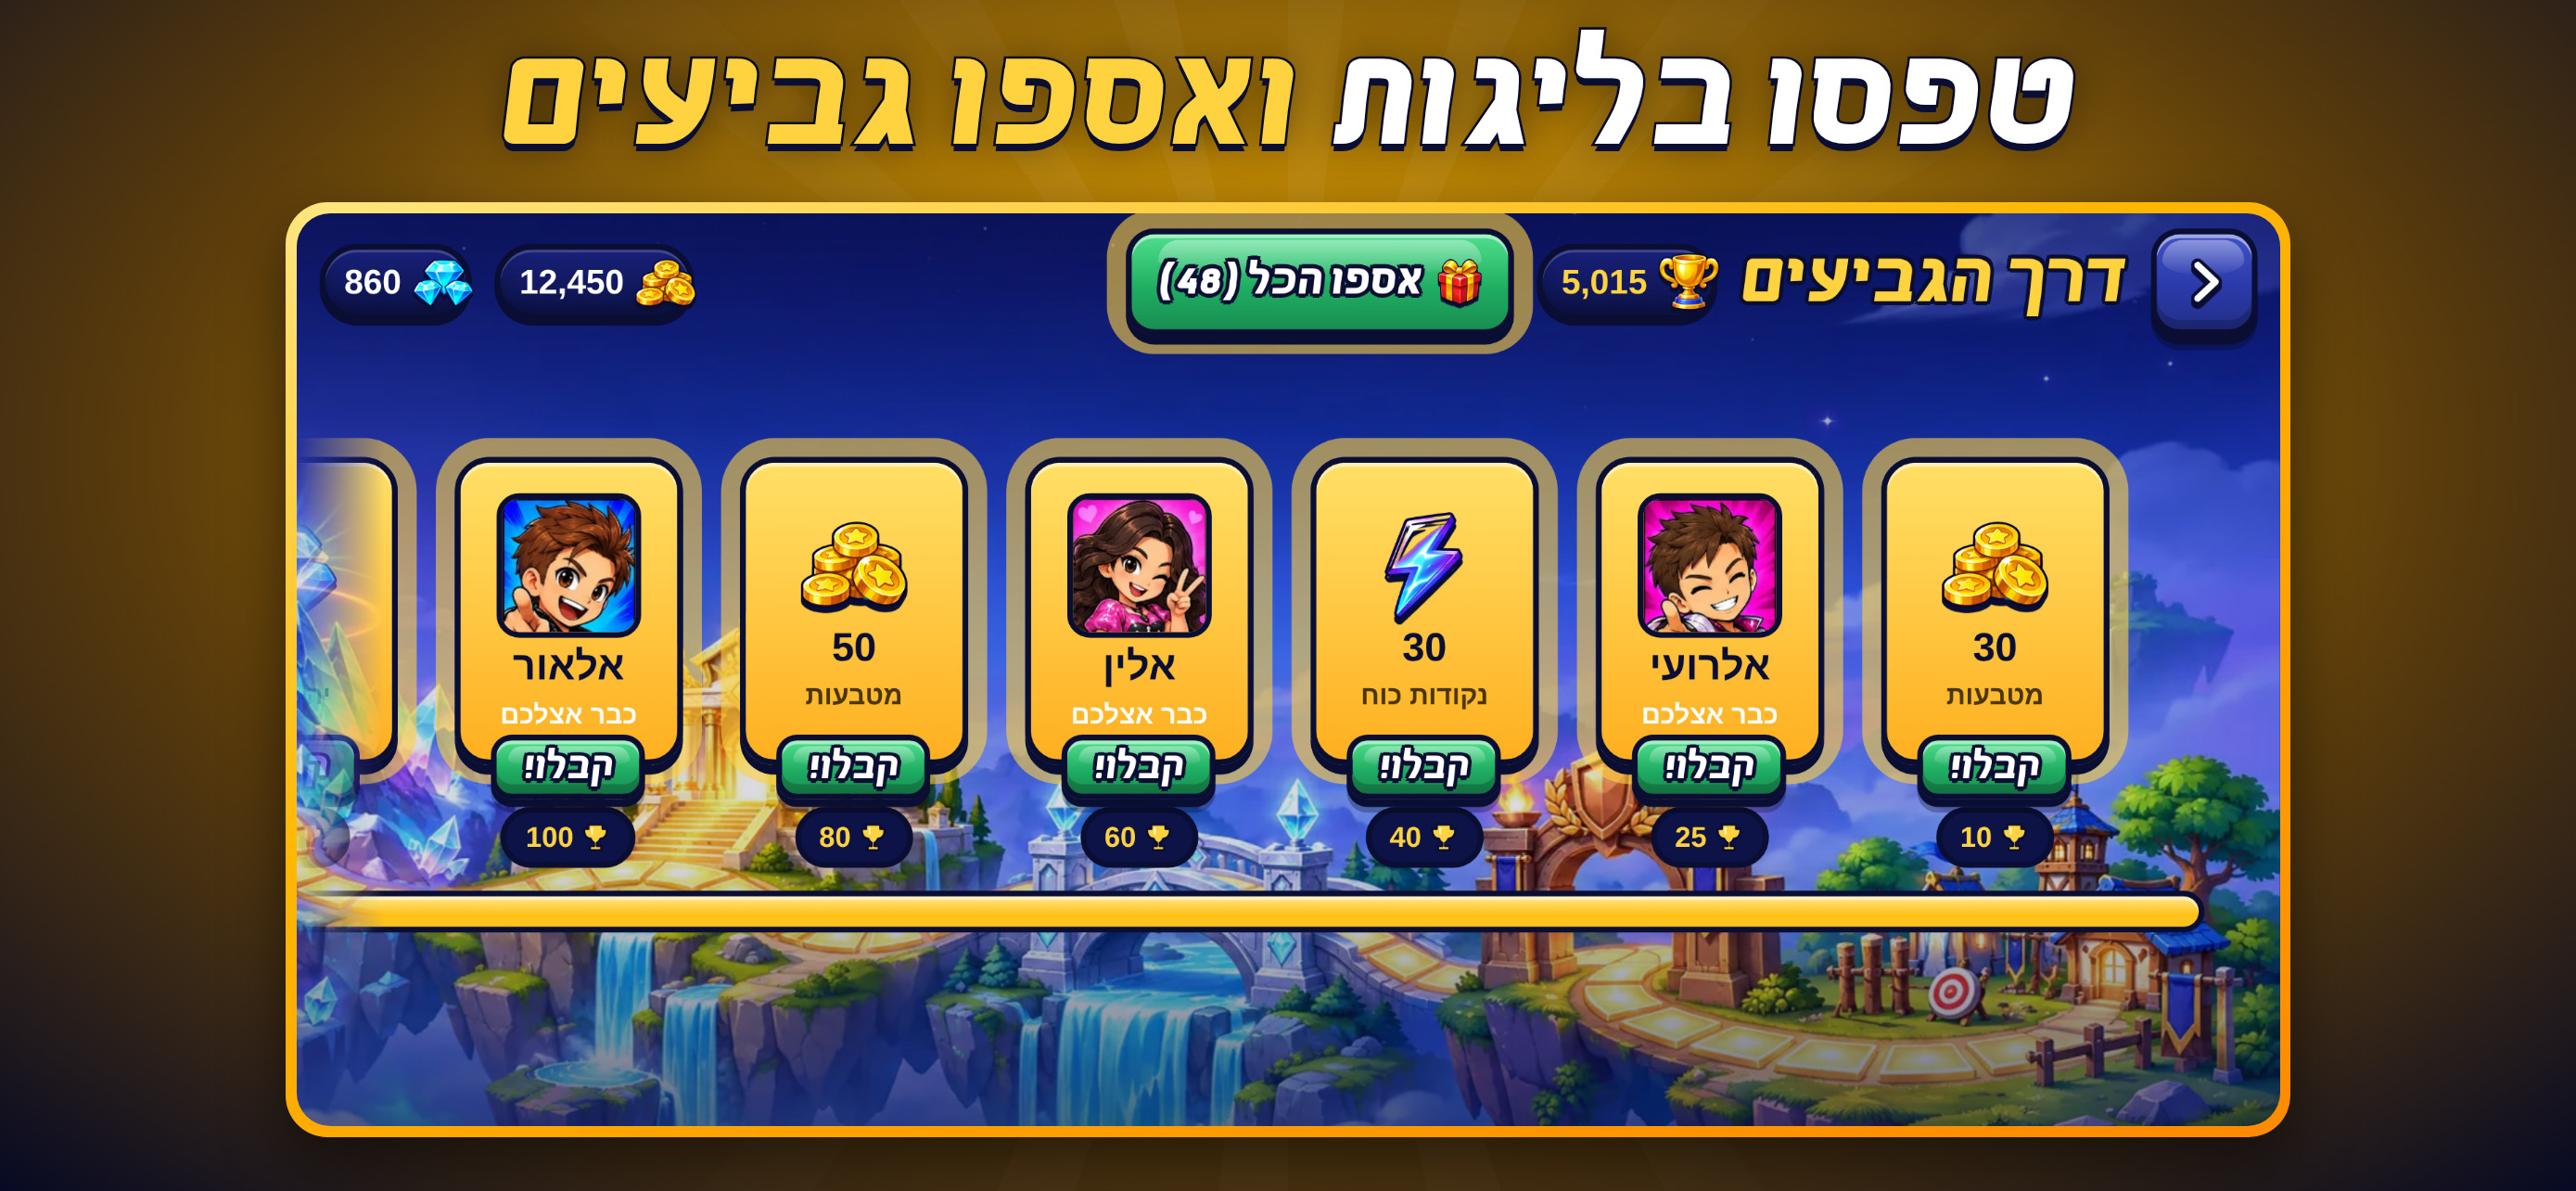 טפסו בליגות ואספו גביעים
דרך הגביעים
5,015
אספו הכל (48)
12,450
860
30
מטבעות
קבלו!
10
אלרועי
כבר אצלכם
קבלו!
25
30
נקודות כוח
קבלו!
40
אלין
כבר אצלכם
קבלו!
60
50
מטבעות
קבלו!
80
אלאור
כבר אצלכם
קבלו!
100